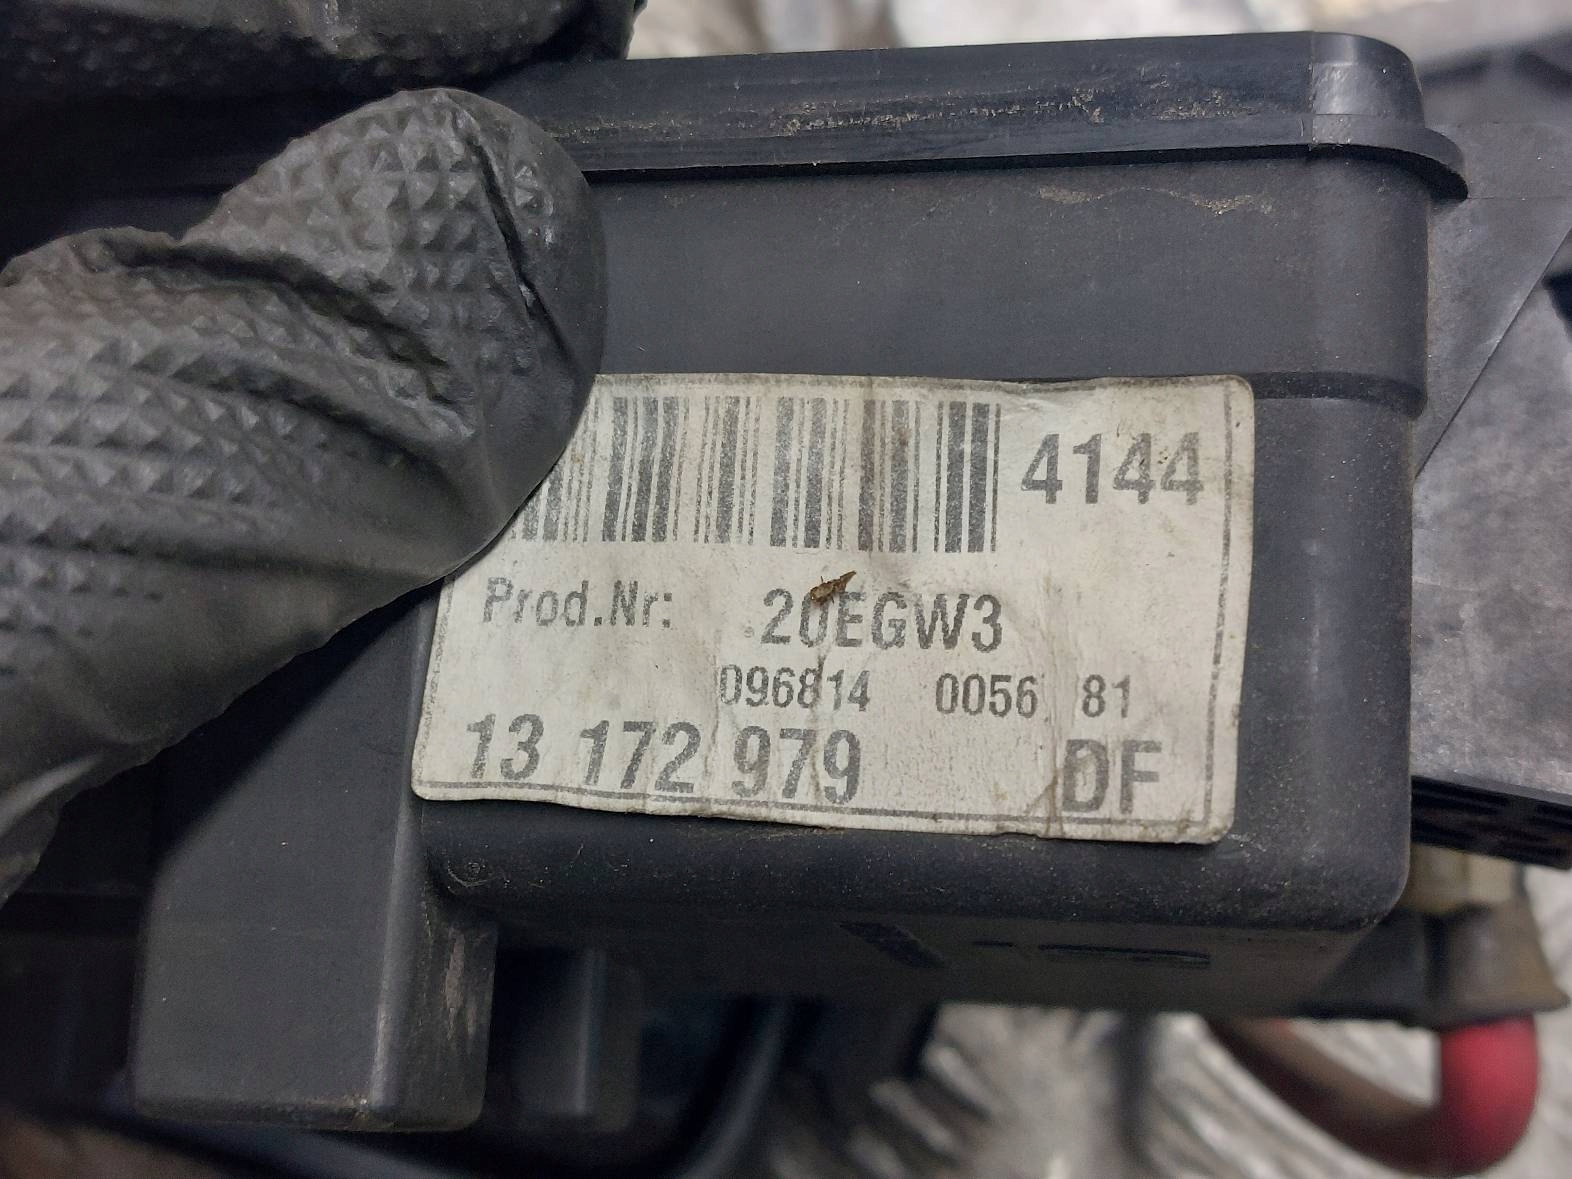 4144
Prod.Nr: 20EGW3
096814 0056 81
13 172 979 DF